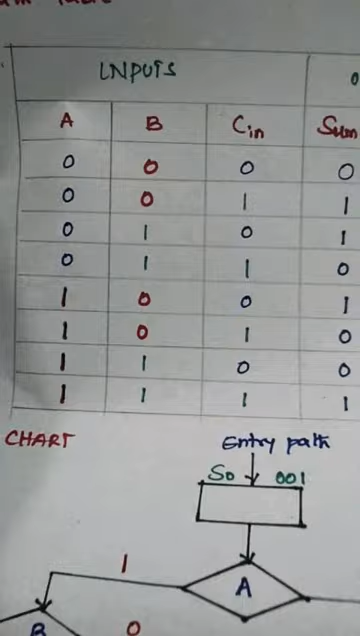 INPUTS
A B Cin Sum
0 0 0 0
0 0 1 1
0 1 0 1
0 1 1 0
1 0 0 1
1 0 1 0
1 1 0 0
1 1 1 1
CHART
Entry path
S0 001
A
1
B 0